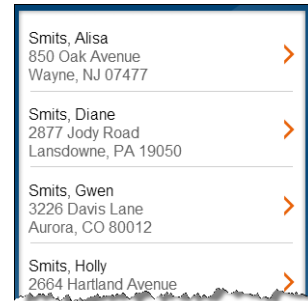 Smits, Alisa
850 Oak Avenue
Wayne, NJ 07477
Smits, Diane
2877 Jody Road
Lansdowne, PA 19050
Smits, Gwen
3226 Davis Lane
Aurora, CO 80012
Smits, Holly
2664 Hartland Avenue